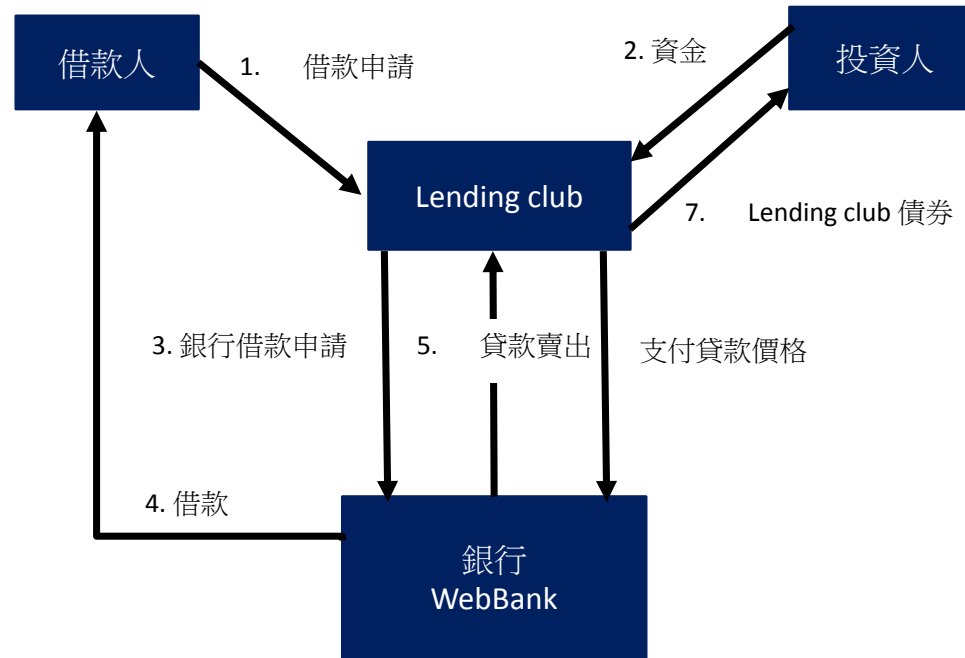 借款人
1. 借款申請
2. 資金
投資人
Lending club
7. Lending club 債券
3. 銀行借款申請
5. 貸款賣出
支付貸款價格
4. 借款
銀行
WebBank